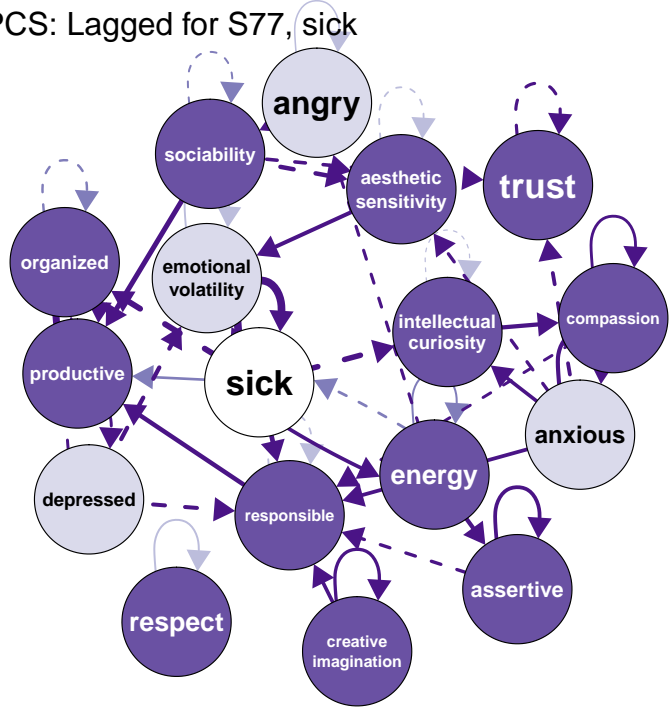 PCS: Lagged for S77, sick
angry
sociability
aesthetic
sensitivity
trust
organized
emotional
volatility
intellectual
curiosity
compassion
productive
sick
anxious
energy
depressed
responsible
assertive
respect
creative
imagination